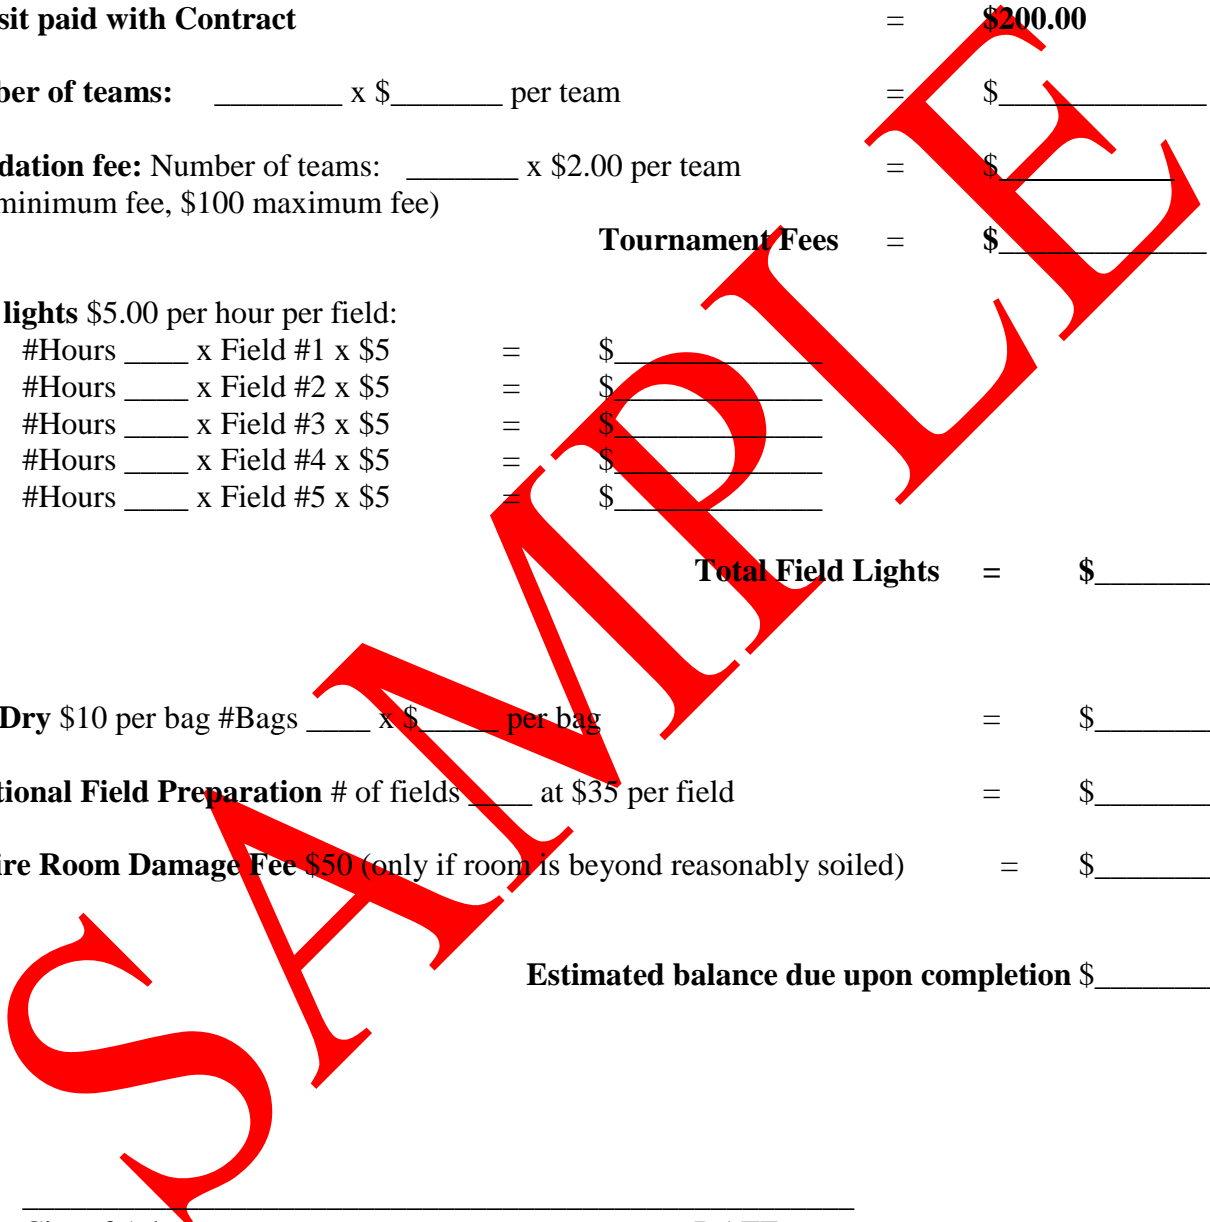 sit paid with Contract = $200.00
ber of teams: ________ x $_______ per team = $_____________
dation fee: Number of teams: _______ x $2.00 per team = $___________
minimum fee, $100 maximum fee)
Tournament Fees = $_____________
lights $5.00 per hour per field:
#Hours ____ x Field #1 x $5 = $_____________
#Hours ____ x Field #2 x $5 = $_____________
#Hours ____ x Field #3 x $5 = $_____________
#Hours ____ x Field #4 x $5 = $_____________
#Hours ____ x Field #5 x $5 = $_____________
Total Field Lights = $_______
Dry $10 per bag #Bags ____ x $_____ per bag = $_______
tional Field Preparation # of fields ____ at $35 per field = $_______
ire Room Damage Fee $50 (only if room is beyond reasonably soiled) = $_______
Estimated balance due upon completion $_______
SAMPLE